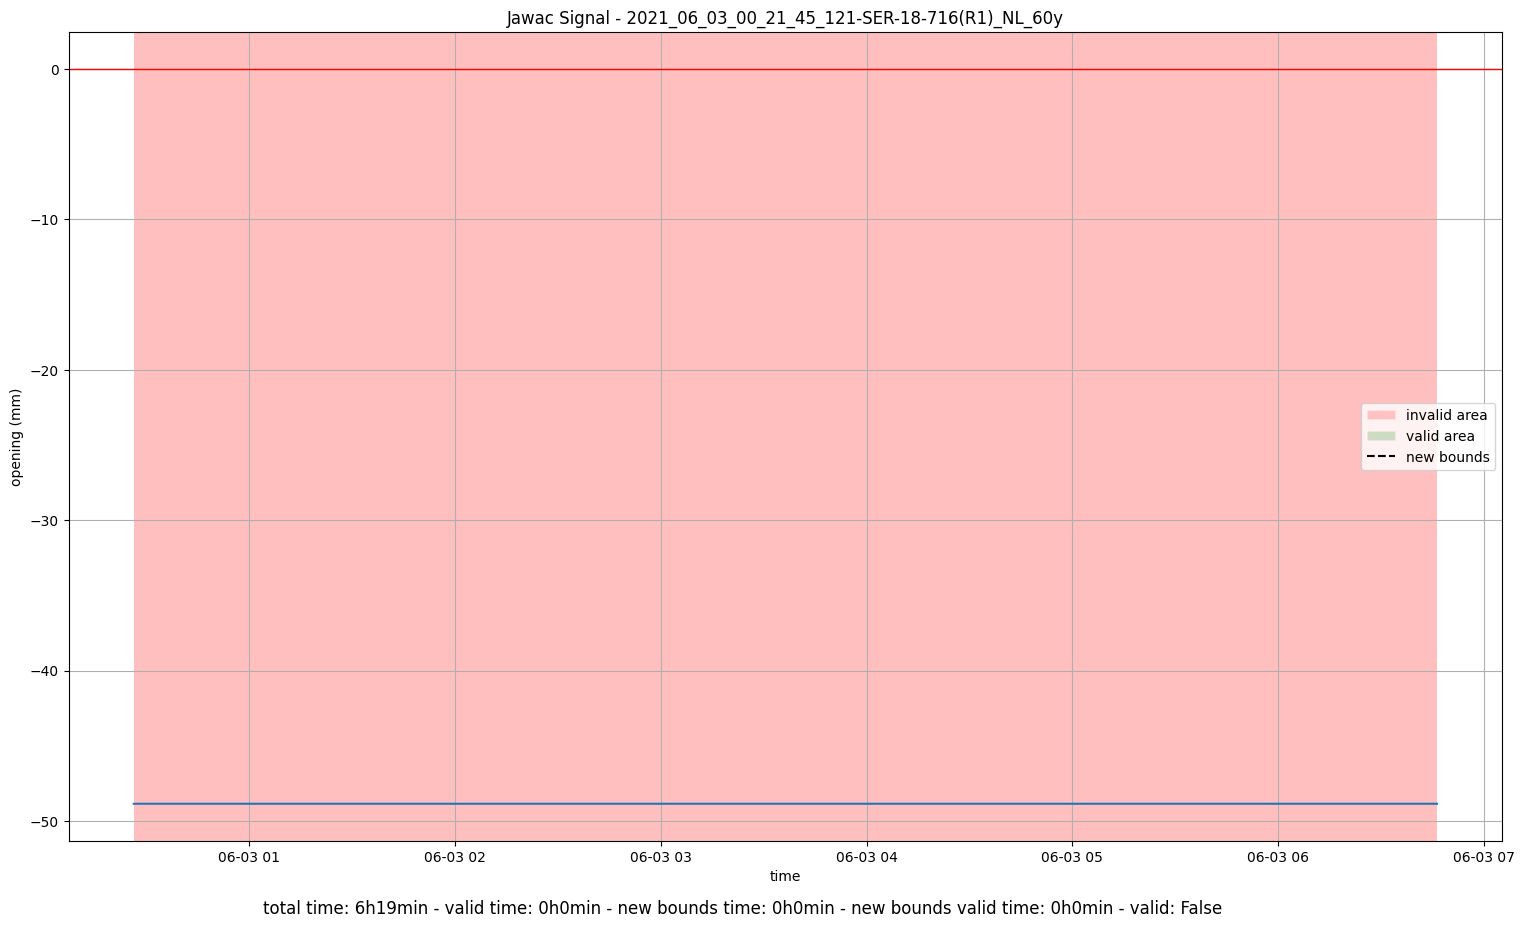 Jawac Signal - 2021_06_03_00_21_45_121-SER-18-716(R1)_NL_60y
0
−10
−20
−30
−40
−50
opening (mm)
invalid area
valid area
new bounds
06-03 01
06-03 02
06-03 03
06-03 04
06-03 05
06-03 06
06-03 07
time
total time: 6h19min - valid time: 0h0min - new bounds time: 0h0min - new bounds valid time: 0h0min - valid: False